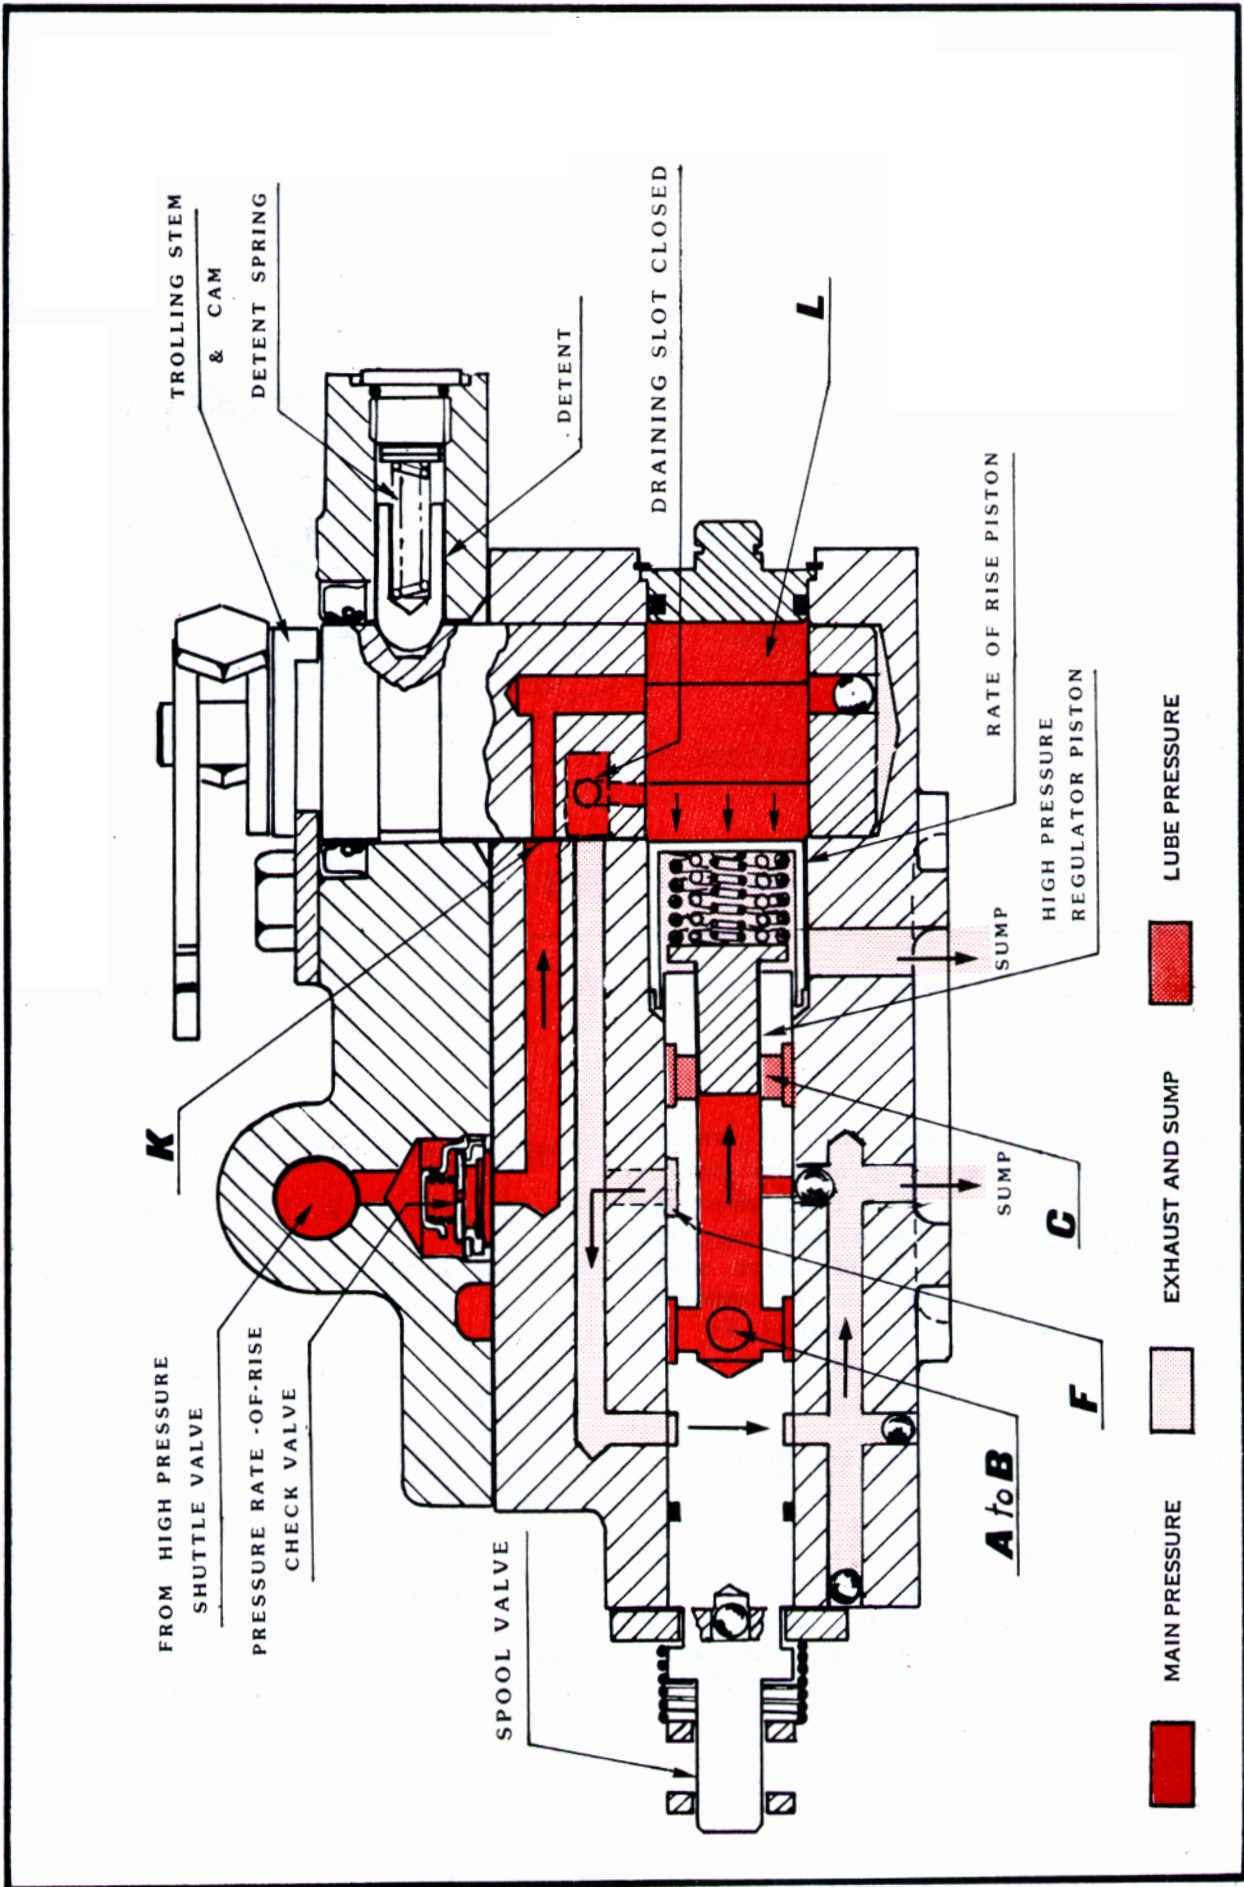 TROLLING STEM
& CAM
DETENT SPRING
DETENT
DRAINING SLOT CLOSED
L
RATE OF RISE PISTON
HIGH PRESSURE
REGULATOR PISTON
K
FROM HIGH PRESSURE
SHUTTLE VALVE
PRESSURE RATE -OF-RISE
CHECK VALVE
SPOOL VALVE
SUMP
SUMP
C
F
A to B
MAIN PRESSURE
EXHAUST AND SUMP
LUBE PRESSURE